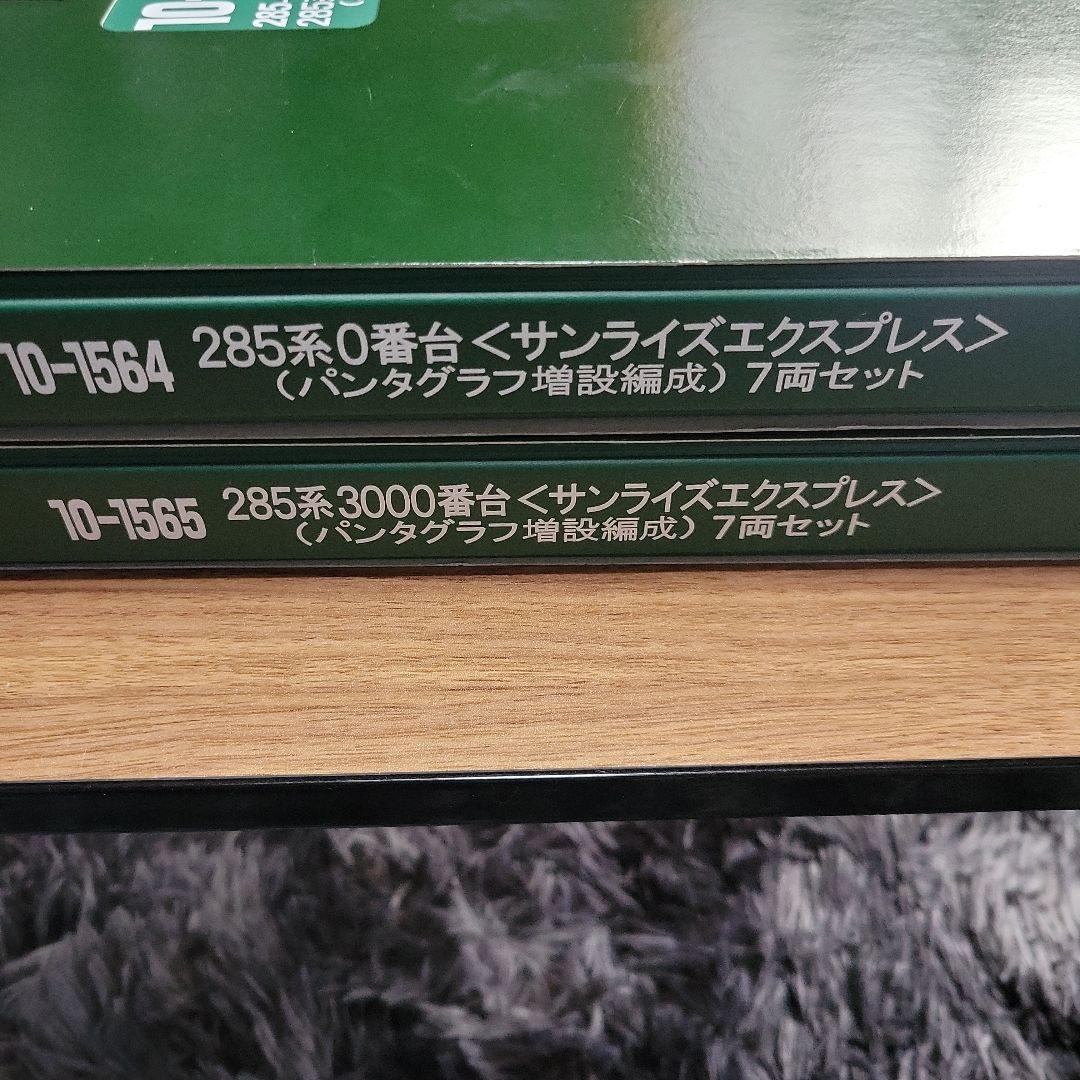 10-
285
285
10-1564 285系0番台<サンライズエクスプレス>
(パンタグラフ増設編成) 7両セット
10-1565 285系3000番台<サンライズエクスプレス>
(パンタグラフ増設編成) 7両セット